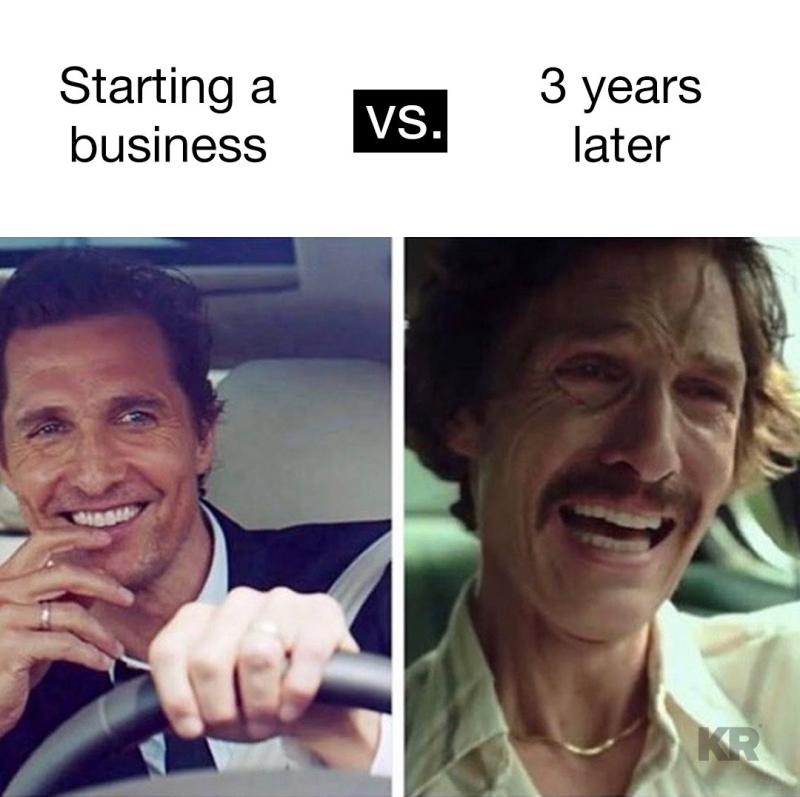 Starting a
business
vs.
3 years
later
KR